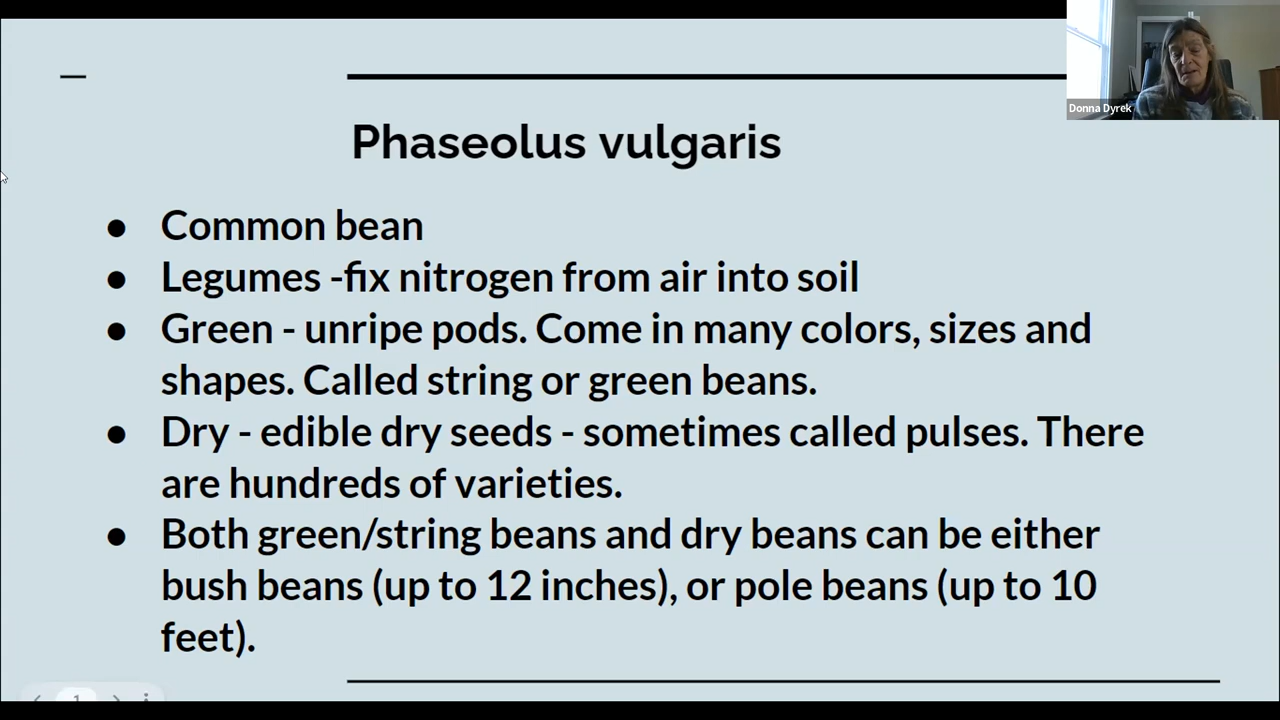 Donna Dyrek
Phaseolus vulgaris
● Common bean
● Legumes -fix nitrogen from air into soil
● Green - unripe pods. Come in many colors, sizes and
shapes. Called string or green beans.
● Dry - edible dry seeds - sometimes called pulses. There
are hundreds of varieties.
● Both green/string beans and dry beans can be either
bush beans (up to 12 inches), or pole beans (up to 10
feet).
1